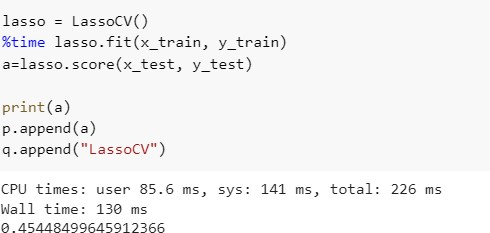 lasso = LassoCV()
%time lasso.fit(x_train, y_train)
a=lasso.score(x_test, y_test)
print(a)
p.append(a)
q.append("LassoCV")
CPU times: user 85.6 ms, sys: 141 ms, total: 226 ms
Wall time: 130 ms
0.45448499645912366